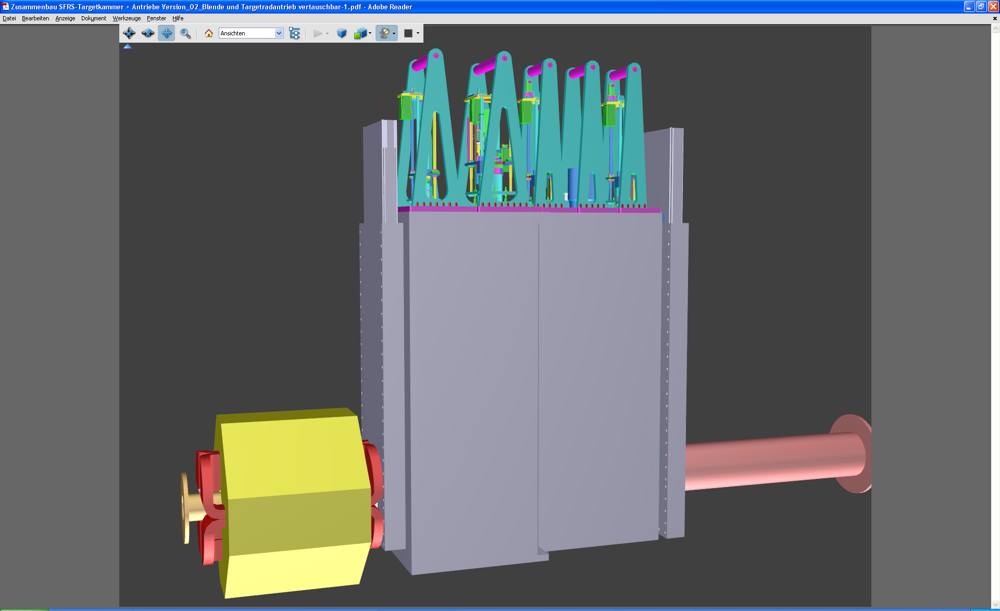 Zusammenbau SFRS-Targetkammer + Antriebe Version_02_Blende und Targetradantrieb vertauschbar-1.pdf - Adobe Reader
Datei Bearbeiten Anzeige Dokument Werkzeuge Fenster Hilfe
Ansichten